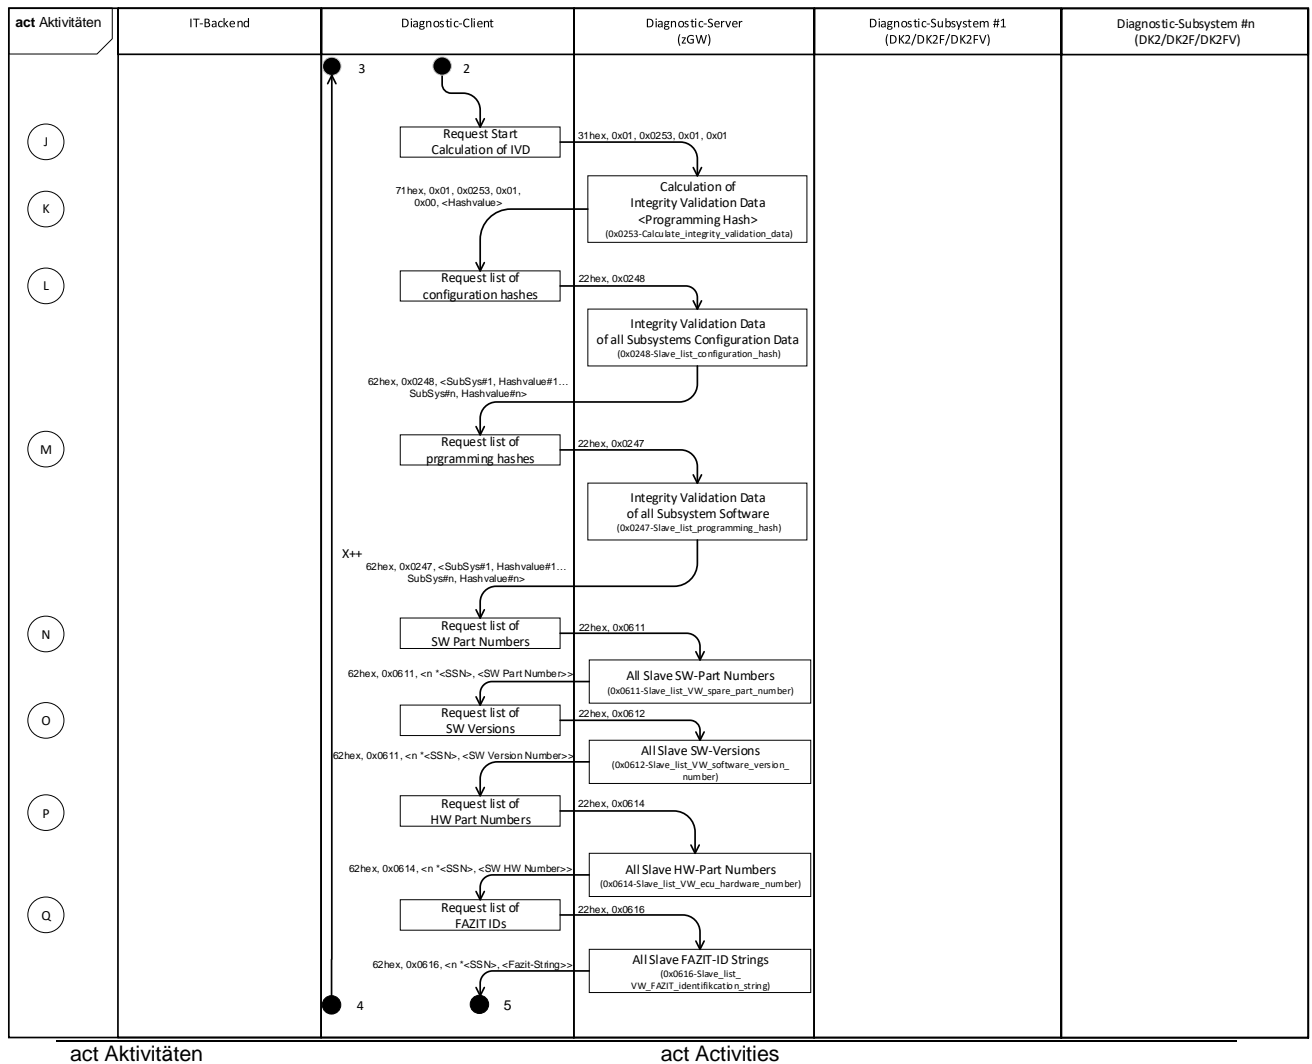 act Aktivitäten
IT-Backend
Diagnostic-Client
Diagnostic-Server
(zGW)
Diagnostic-Subsystem #1
(DK2/DK2F/DK2FV)
Diagnostic-Subsystem #n
(DK2/DK2F/DK2FV)
3
2
J
Request Start
Calculation of IVD
31hex, 0x01, 0x0253, 0x01, 0x01
K
71hex, 0x01, 0x0253, 0x01,
0x00, <Hashvalue>
Calculation of
Integrity Validation Data
<Programming Hash>
(0x0253-Calculate_integrity_validation_data)
L
Request list of
configuration hashes
22hex, 0x0248
Integrity Validation Data
of all Subsystems Configuration Data
(0x0248-Slave_list_configuration_hash)
62hex, 0x0248, <SubSys#1, Hashvalue#1…
SubSys#n, Hashvalue#n>
M
Request list of
prgramming hashes
22hex, 0x0247
Integrity Validation Data
of all Subsystem Software
(0x0247-Slave_list_programming_hash)
X++
62hex, 0x0247, <SubSys#1, Hashvalue#1…
SubSys#n, Hashvalue#n>
N
Request list of
SW Part Numbers
22hex, 0x0611
62hex, 0x0611, <n *<SSN>, <SW Part Number>>
All Slave SW-Part Numbers
(0x0611-Slave_list_VW_spare_part_number)
O
Request list of
SW Versions
22hex, 0x0612
62hex, 0x0611, <n *<SSN>, <SW Version Number>>
All Slave SW-Versions
(0x0612-Slave_list_VW_software_version_
number)
P
Request list of
HW Part Numbers
22hex, 0x0614
62hex, 0x0614, <n *<SSN>, <SW HW Number>>
All Slave HW-Part Numbers
(0x0614-Slave_list_VW_ecu_hardware_number)
Q
Request list of
FAZIT IDs
22hex, 0x0616
62hex, 0x0616, <n *<SSN>, <Fazit-String>>
All Slave FAZIT-ID Strings
(0x0616-Slave_list_
VW_FAZIT_identifikcation_string)
4
5
act Aktivitäten
act Activities